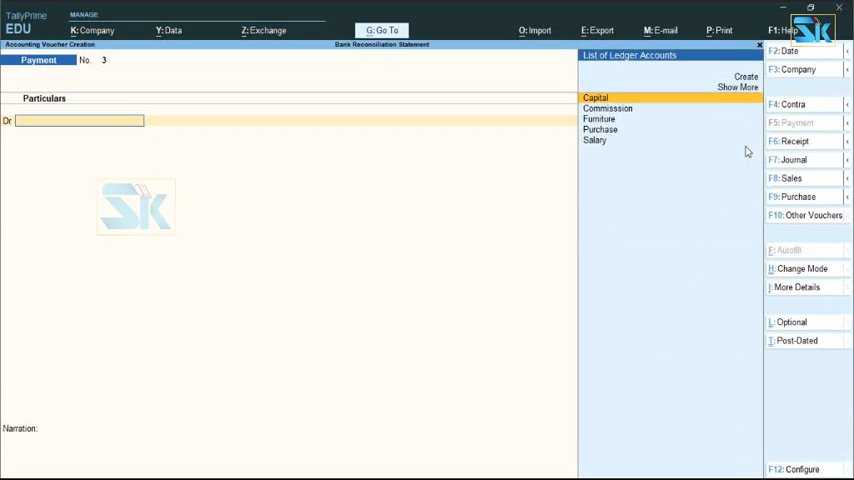 TallyPrime
EDU
MANAGE
K: Company
Y: Data
Z: Exchange
G: Go To
O: Import
E: Export
M: E-mail
P: Print
F1: Help
SK
Accounting Voucher Creation
Bank Reconciliation Statement
Payment No. 3
Particulars
Dr
SK
Narration:
List of Ledger Accounts
Create
Show More
Capital
Commisssion
Furniture
Purchase
Salary
F2: Date
F3: Company
F4: Contra
F5: Payment
F6: Receipt
F7: Journal
F8: Sales
F9: Purchase
F10: Other Vouchers
E: Autofill
H: Change Mode
I: More Details
L: Optional
T: Post-Dated
F12: Configure